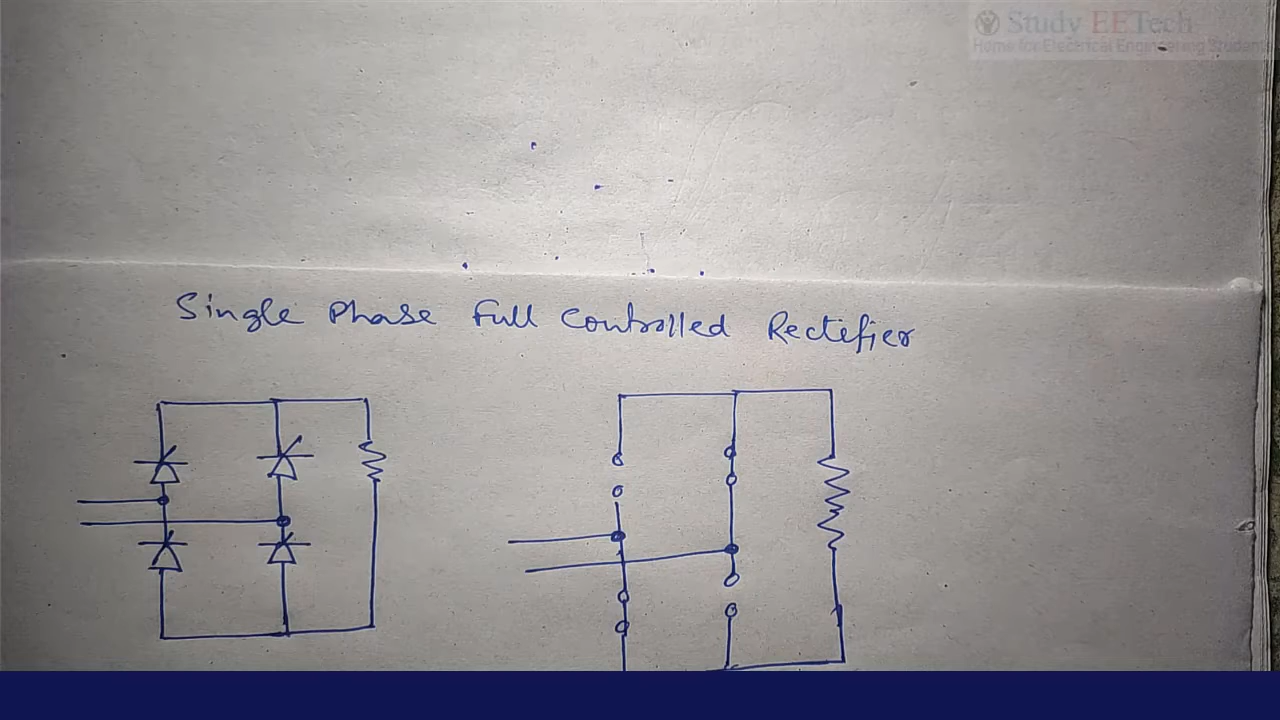 Study EETech
Home for Electrical Engineering Students
Single Phase Full Controlled Rectifier